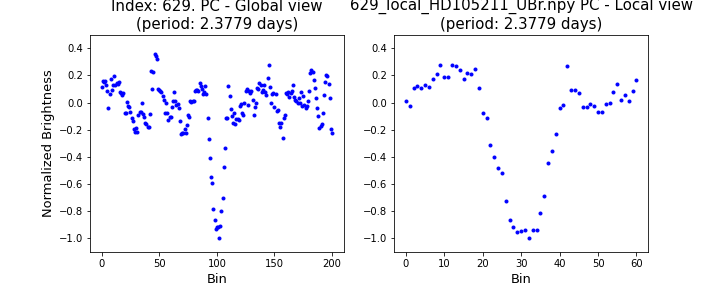 Index: 629. PC - Global view
(period: 2.3779 days)
629_local_HD105211_UBr.npy PC - Local view
(period: 2.3779 days)
Normalized Brightness
0.4
0.2
0.0
−0.2
−0.4
−0.6
−0.8
−1.0
0 50 100 150 200
Bin
0.4
0.2
0.0
−0.2
−0.4
−0.6
−0.8
−1.0
0 10 20 30 40 50 60
Bin